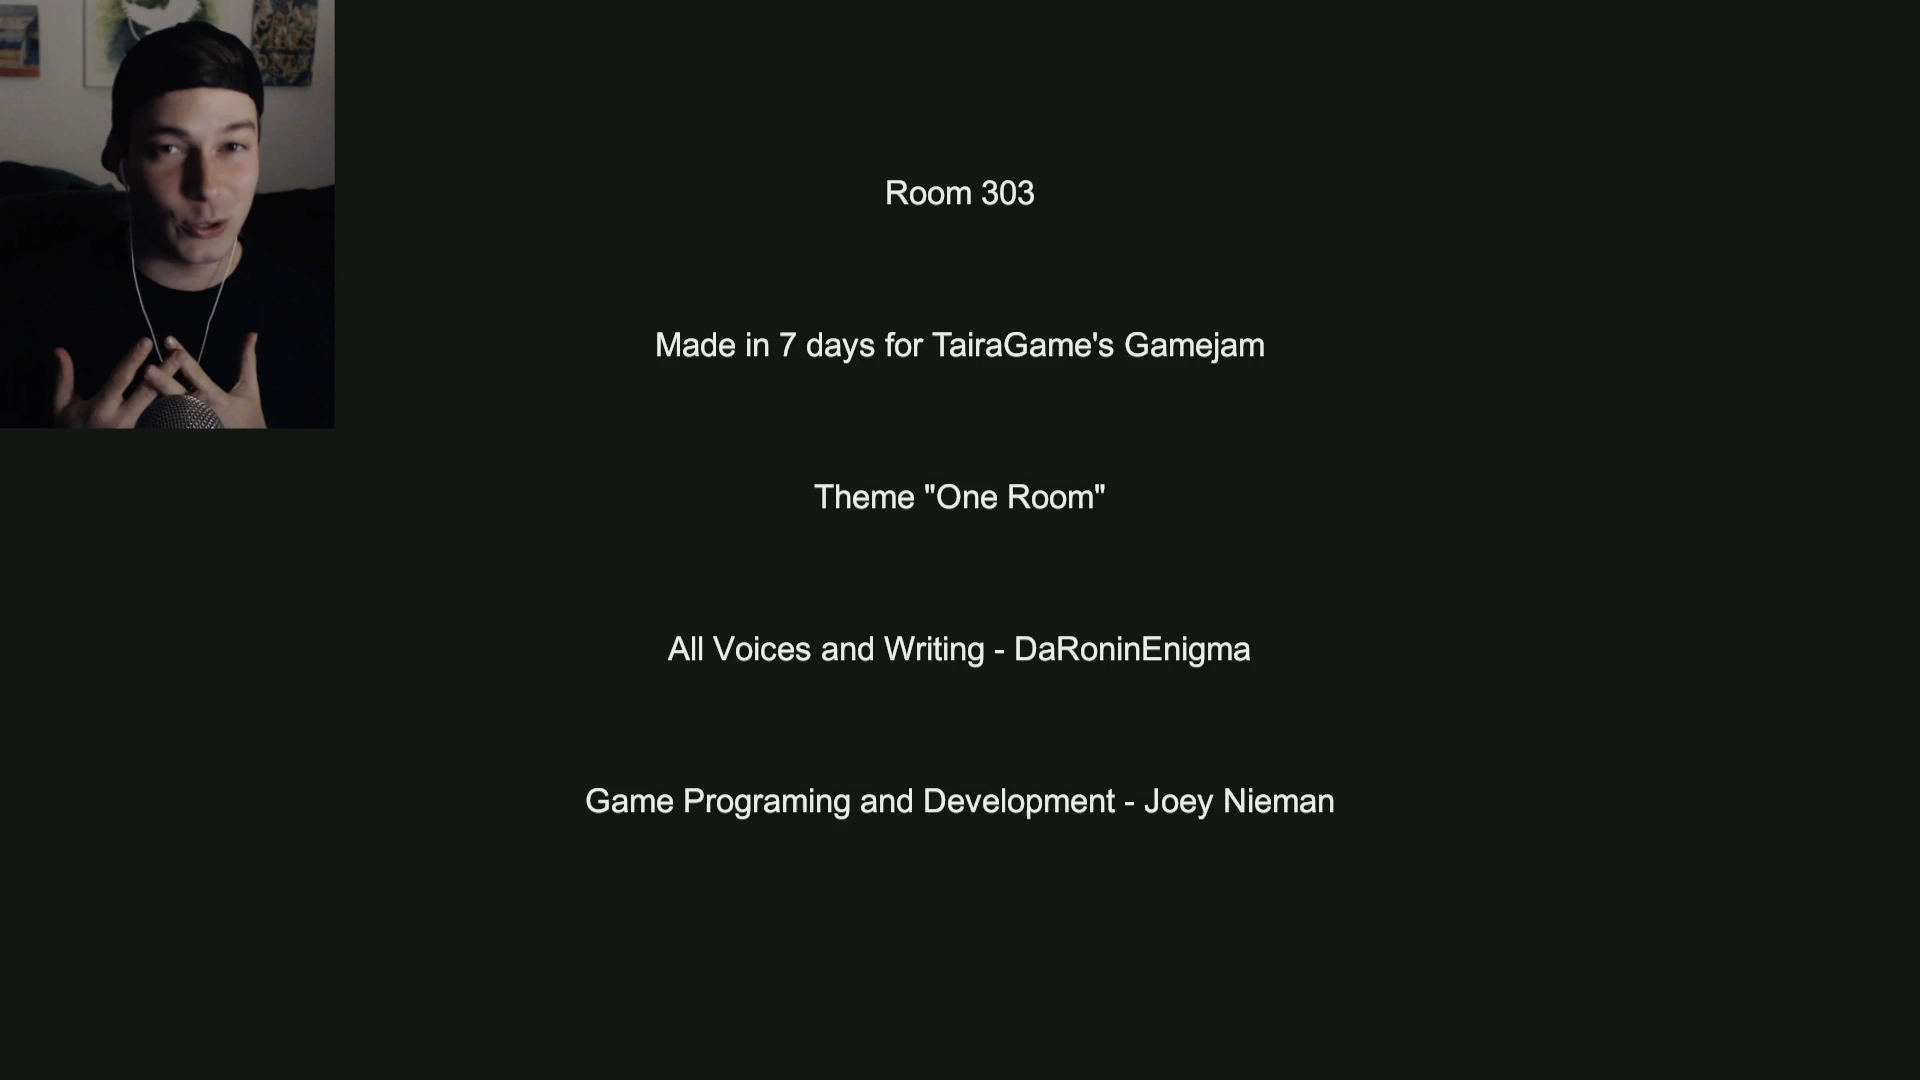 Room 303
Made in 7 days for TairaGame's Gamejam
Theme "One Room"
All Voices and Writing - DaRoninEnigma
Game Programing and Development - Joey Nieman